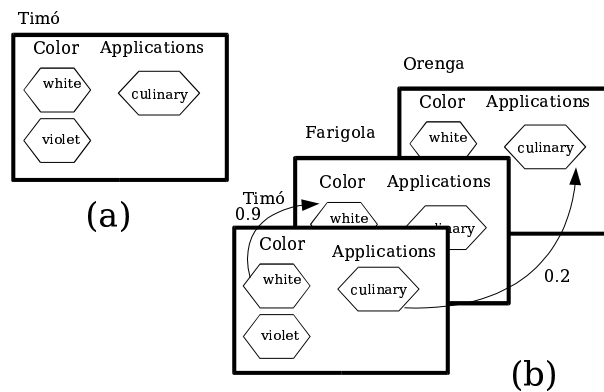 Timó
Color Applications
white
culinary
violet
(a)
Orenga
Color Applications
white
culinary
Farigola
Color Applications
white
Timó
0.9
Color Applications
white
culinary
violet
0.2
(b)